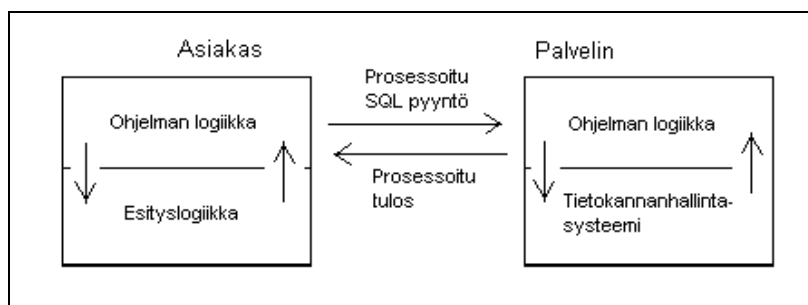 Asiakas
Palvelin
Prosessoitu
SQL pyyntö
Ohjelman logiikka
Ohjelman logiikka
Prosessoitu
tulos
Esityslogiikka
Tietokannanhallinta-
systeemi